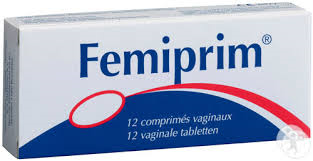 Femiprim®
12 comprimés vaginaux
12 vaginale tabletten